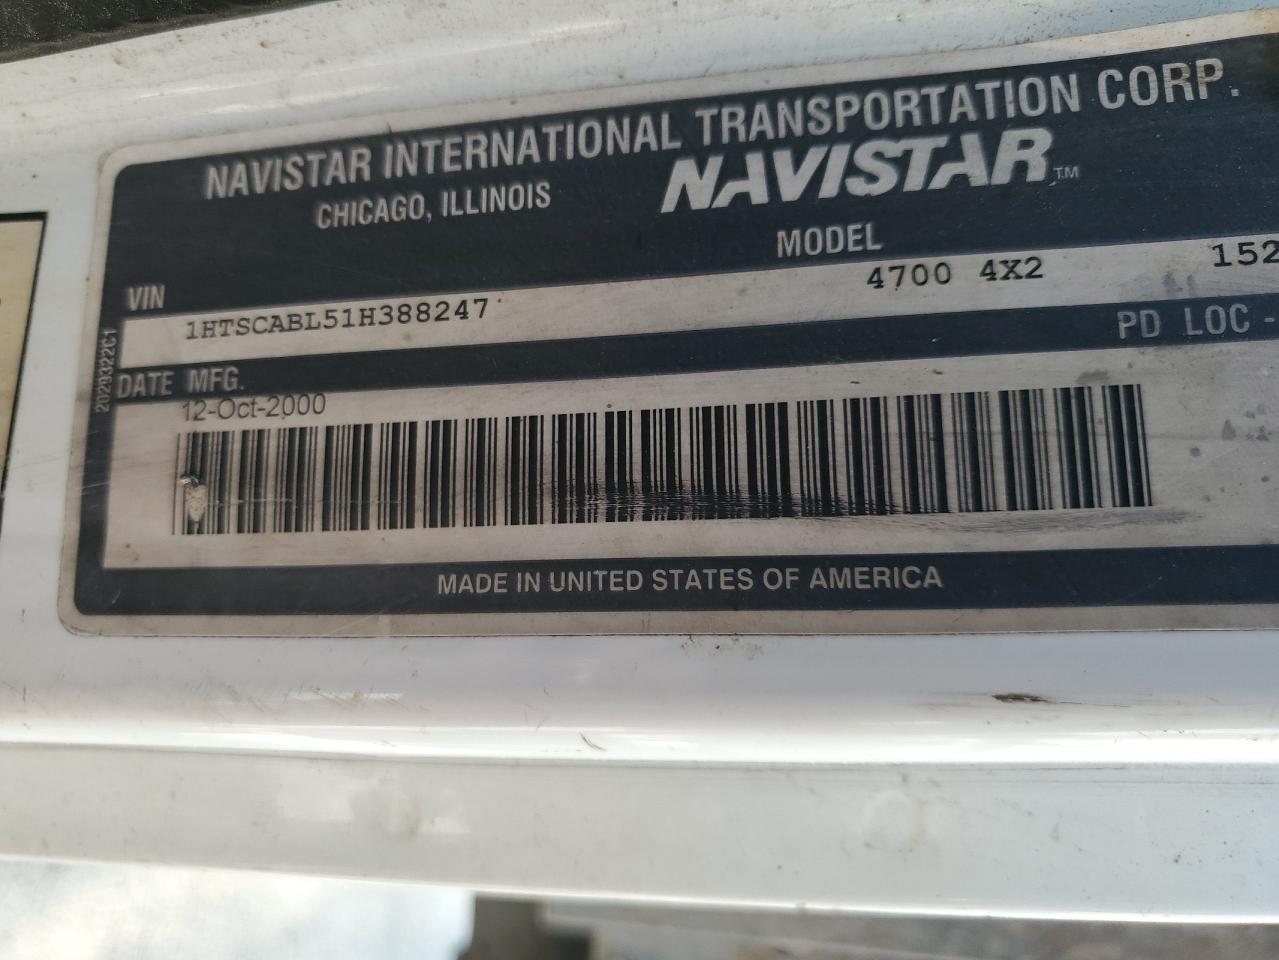 NAVISTAR INTERNATIONAL TRANSPORTATION CORP.
CHICAGO, ILLINOIS
NAVISTAR™
MODEL
VIN
4700 4X2
152
1HTSCABL51H388247
PD LOC -
2029322C1
DATE MFG.
12-Oct-2000
MADE IN UNITED STATES OF AMERICA